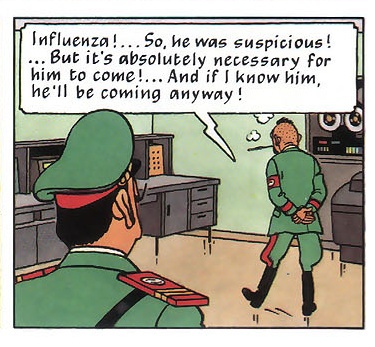 Influenza!... So, he was suspicious!
... But it's absolutely necessary for
him to come!... And if I know him,
he'll be coming anyway!